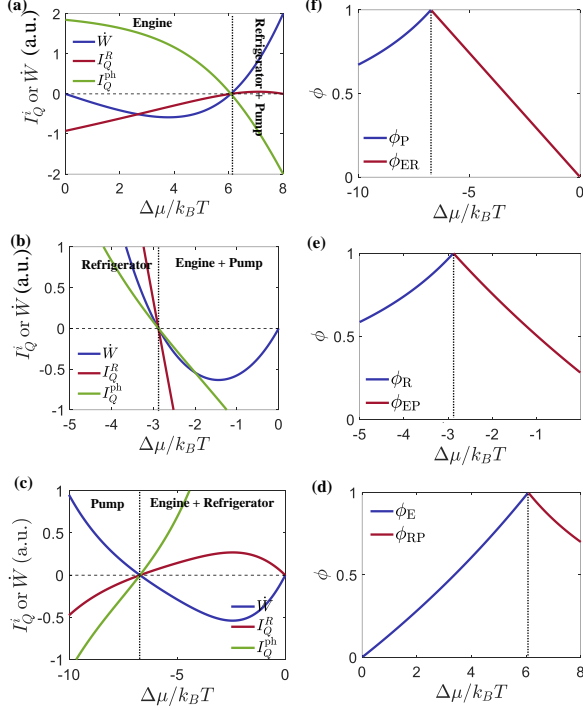 (a)
Engine
Refrigerator + Pump
Ẇ
I_Q^R
I_Q^ph
I_Q^i or Ẇ (a.u.)
2
1
0
-1
-2
0 2 4 6 8
Δμ/k_BT
(f)
ϕ
1
0.5
0
ϕ_P
ϕ_ER
-10 -5 0
Δμ/k_BT
(b)
Refrigerator
Engine + Pump
I_Q^i or Ẇ (a.u.)
1
0.5
0
-0.5
-1
Ẇ
I_Q^R
I_Q^ph
-5 -4 -3 -2 -1 0
Δμ/k_BT
(e)
ϕ
1
0.5
0
ϕ_R
ϕ_EP
-5 -4 -3 -2 -1
Δμ/k_BT
(c)
Pump
Engine + Refrigerator
I_Q^i or Ẇ (a.u.)
1
0.5
0
-0.5
-1
Ẇ
I_Q^R
I_Q^ph
-10 -5 0
Δμ/k_BT
(d)
ϕ
1
0.5
0
ϕ_E
ϕ_RP
0 2 4 6 8
Δμ/k_BT